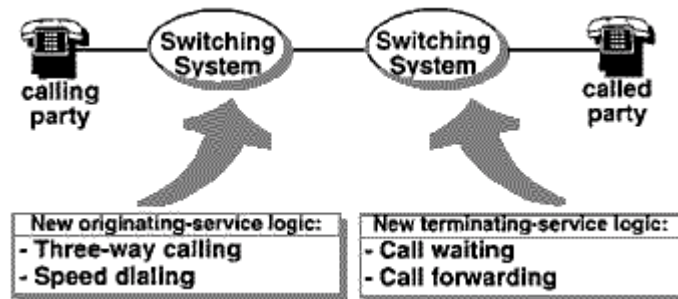 Switching
System
Switching
System
calling
party
called
party
New originating-service logic:
- Three-way calling
- Speed dialing
New terminating-service logic:
- Call waiting
- Call forwarding